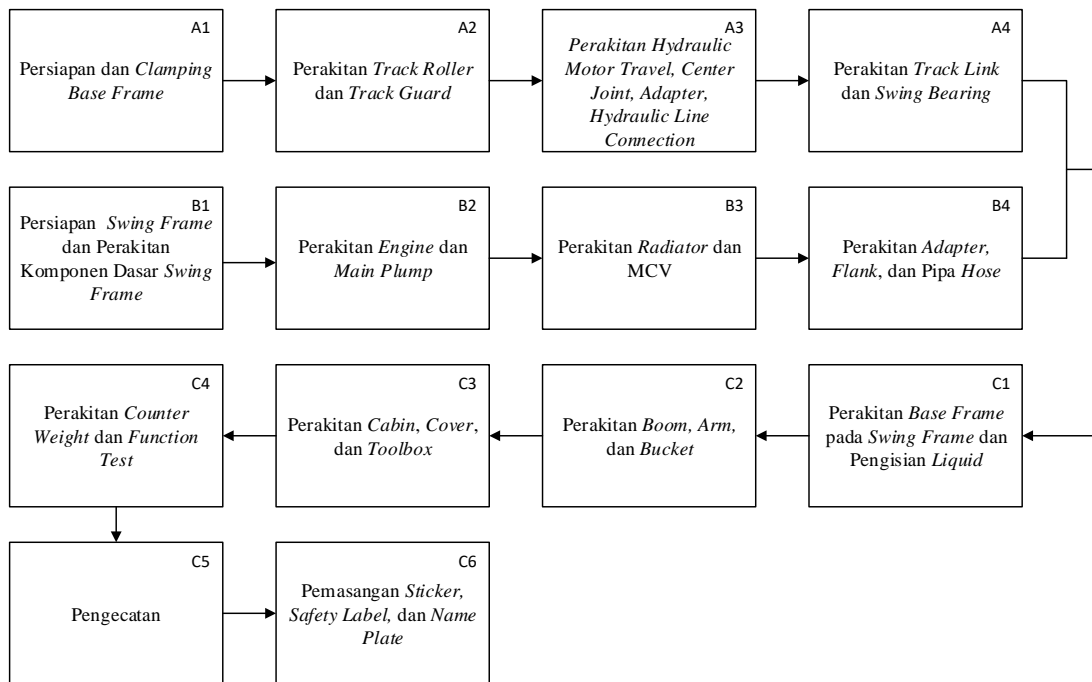 A1
Persiapan dan Clamping
Base Frame
A2
Perakitan Track Roller
dan Track Guard
A3
Perakitan Hydraulic
Motor Travel, Center
Joint, Adapter,
Hydraulic Line
Connection
A4
Perakitan Track Link
dan Swing Bearing
B1
Persiapan Swing Frame
dan Perakitan
Komponen Dasar Swing
Frame
B2
Perakitan Engine dan
Main Plump
B3
Perakitan Radiator dan
MCV
B4
Perakitan Adapter,
Flank, dan Pipa Hose
C4
Perakitan Counter
Weight dan Function
Test
C3
Perakitan Cabin, Cover,
dan Toolbox
C2
Perakitan Boom, Arm,
dan Bucket
C1
Perakitan Base Frame
pada Swing Frame dan
Pengisian Liquid
C5
Pengecatan
C6
Pemasangan Sticker,
Safety Label, dan Name
Plate